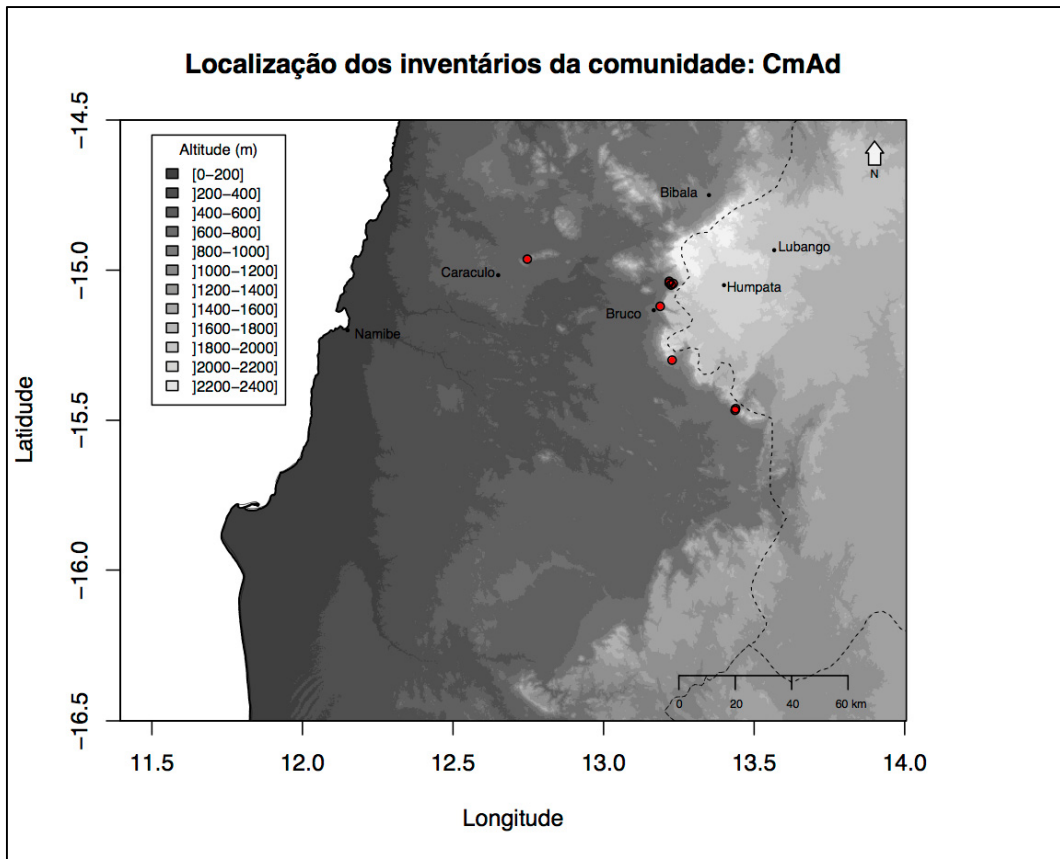 Localização dos inventários da comunidade: CmAd
Altitude (m)
[0–200]
]200–400]
]400–600]
]600–800]
]800–1000]
]1000–1200]
]1200–1400]
]1400–1600]
]1600–1800]
]1800–2000]
]2000–2200]
]2200–2400]
N
Bibala
Lubango
Caraculo
Humpata
Bruco
Namibe
0 20 40 60 km
−14.5
−15.0
−15.5
−16.0
−16.5
Latidude
11.5 12.0 12.5 13.0 13.5 14.0
Longitude